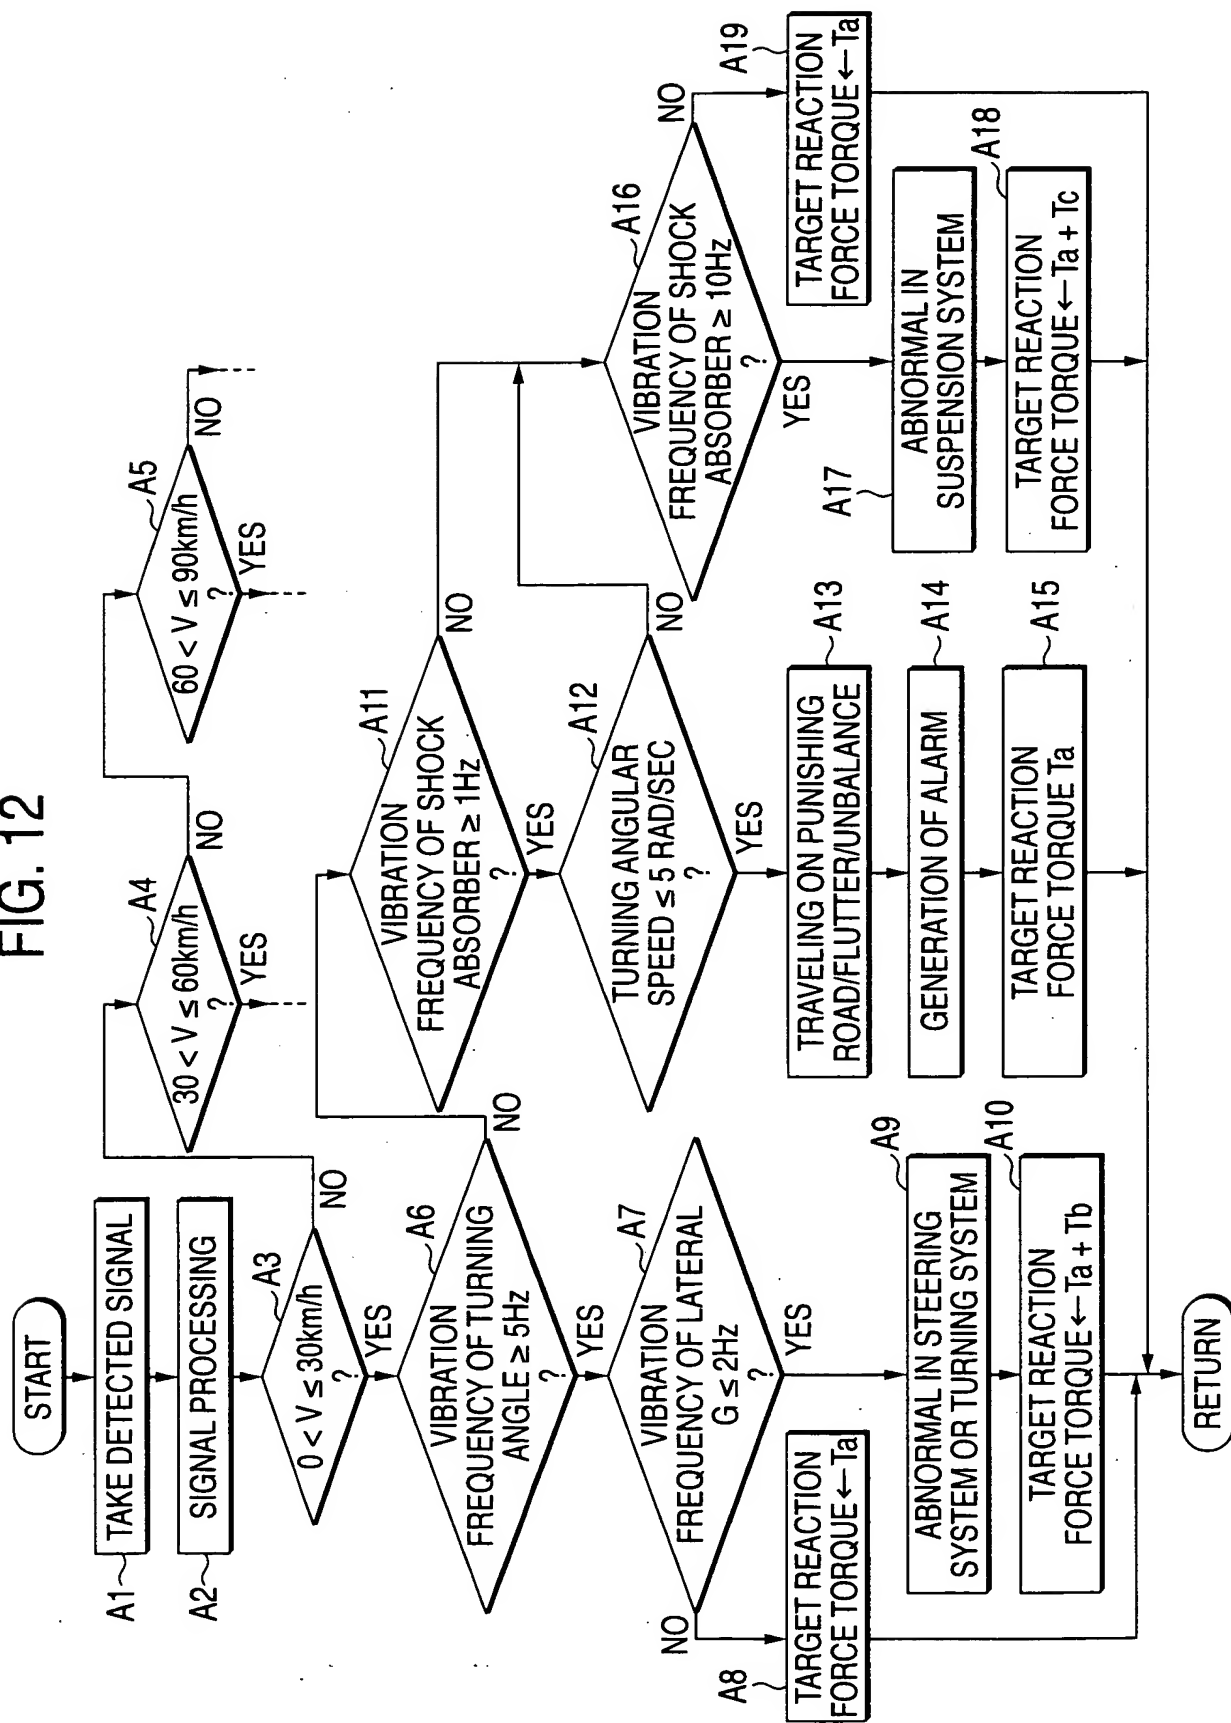 FIG. 12
START
A1
TAKE DETECTED SIGNAL
A2
SIGNAL PROCESSING
A3
0 < V ≤ 30km/h
?
NO
YES
A4
30 < V ≤ 60km/h
?
NO
YES
A5
60 < V ≤ 90km/h
?
NO
YES
A6
VIBRATION
FREQUENCY OF TURNING
ANGLE ≥ 5Hz
?
NO
YES
A7
VIBRATION
FREQUENCY OF LATERAL
G ≤ 2Hz
?
NO
YES
A8
TARGET REACTION
FORCE TORQUE←Ta
A9
ABNORMAL IN STEERING
SYSTEM OR TURNING SYSTEM
A10
TARGET REACTION
FORCE TORQUE←Ta + Tb
A11
VIBRATION
FREQUENCY OF SHOCK
ABSORBER ≥ 1Hz
?
NO
YES
A12
TURNING ANGULAR
SPEED ≤ 5 RAD/SEC
?
NO
YES
A13
TRAVELING ON PUNISHING
ROAD/FLUTTER/UNBALANCE
A14
GENERATION OF ALARM
A15
TARGET REACTION
FORCE TORQUE Ta
A16
VIBRATION
FREQUENCY OF SHOCK
ABSORBER ≥ 10Hz
?
NO
YES
A17
ABNORMAL IN
SUSPENSION SYSTEM
A18
TARGET REACTION
FORCE TORQUE←Ta + Tc
A19
TARGET REACTION
FORCE TORQUE←Ta
RETURN